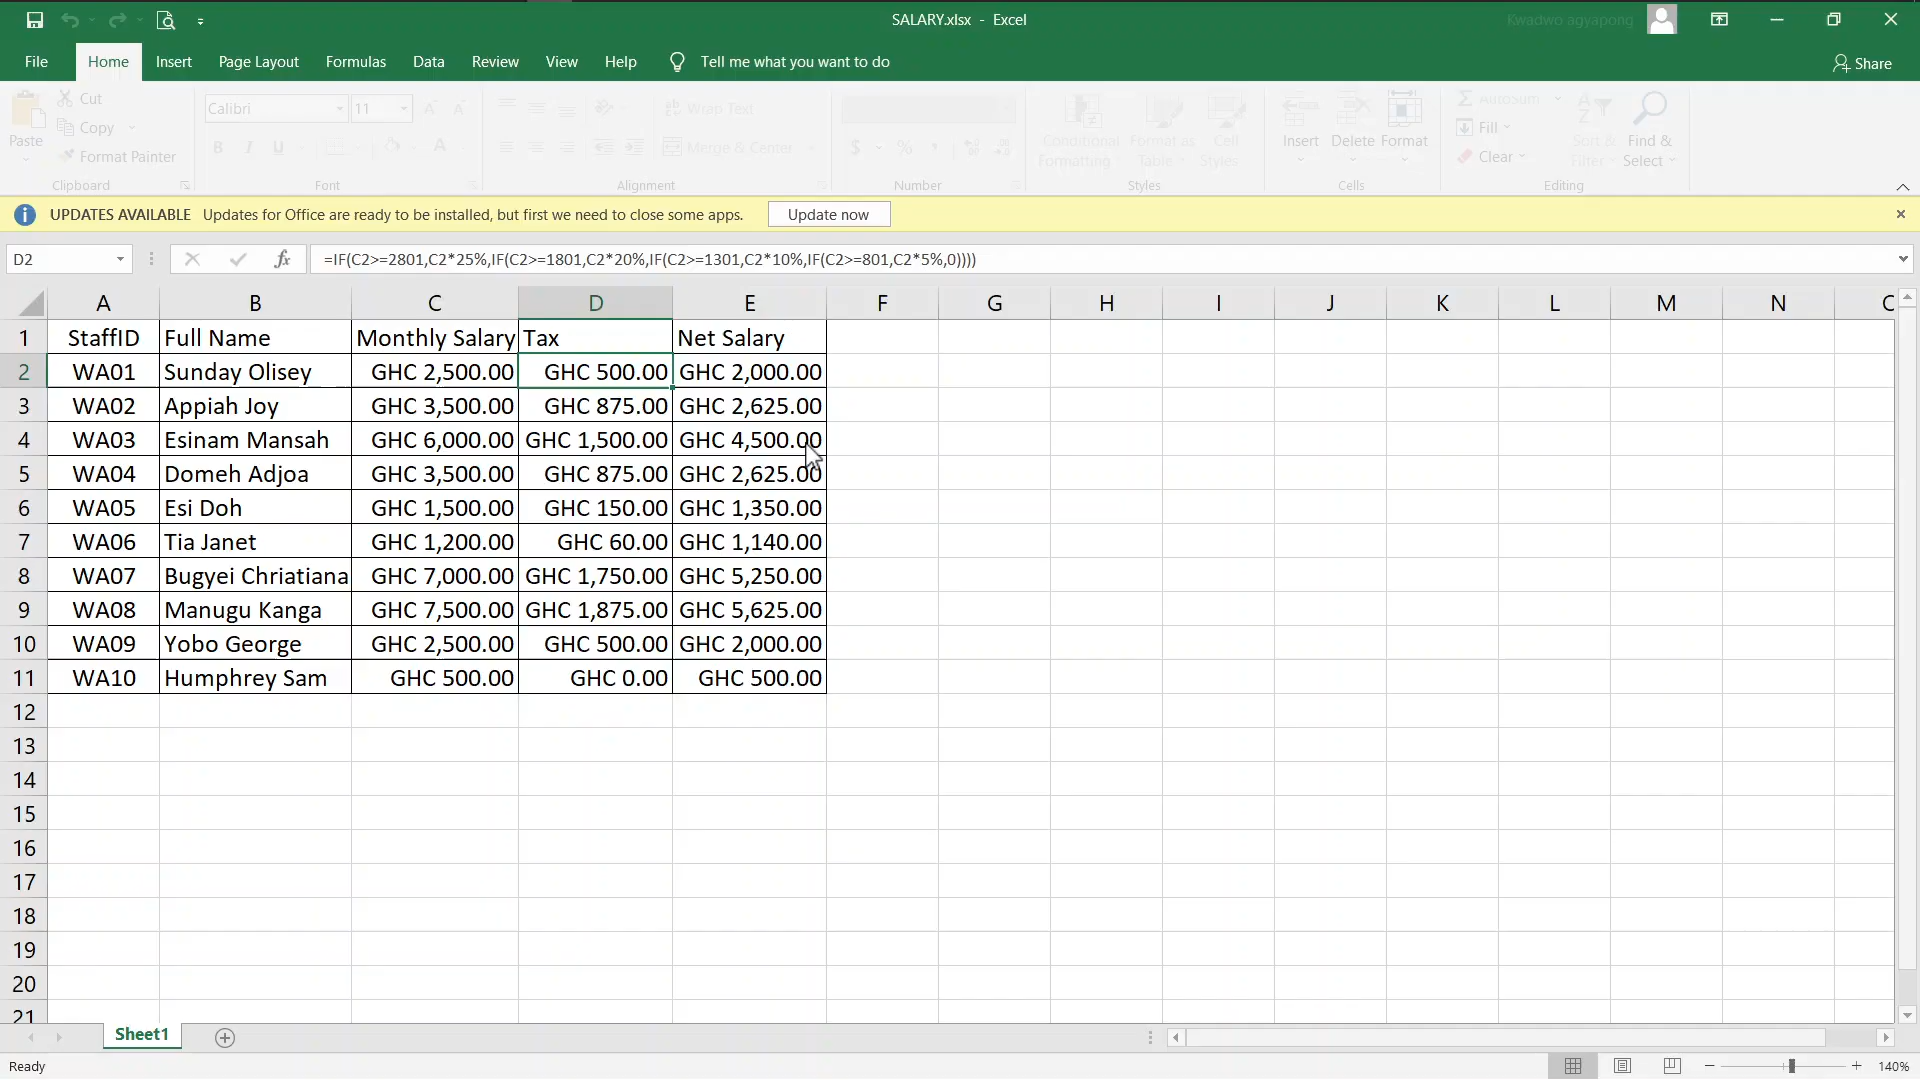 SALARY.xlsx - Excel
Kwadwo agyapong
File Home Insert Page Layout Formulas Data Review View Help Tell me what you want to do
Share
Paste
Cut
Copy
Format Painter
Clipboard
Calibri 11
B I U
Font
Wrap Text
Merge & Center
Alignment
$ % ,
Number
Conditional Formatting
Format as Table
Cell Styles
Styles
Insert Delete Format
Cells
AutoSum
Fill
Clear
Sort & Filter
Find & Select
Editing
UPDATES AVAILABLE Updates for Office are ready to be installed, but first we need to close some apps. Update now
D2 fx =IF(C2>=2801,C2*25%,IF(C2>=1801,C2*20%,IF(C2>=1301,C2*10%,IF(C2>=801,C2*5%,0))))
A B C D E F G H I J K L M N
1 StaffID Full Name Monthly Salary Tax Net Salary
2 WA01 Sunday Olisey GHC 2,500.00 GHC 500.00 GHC 2,000.00
3 WA02 Appiah Joy GHC 3,500.00 GHC 875.00 GHC 2,625.00
4 WA03 Esinam Mansah GHC 6,000.00 GHC 1,500.00 GHC 4,500.00
5 WA04 Domeh Adjoa GHC 3,500.00 GHC 875.00 GHC 2,625.00
6 WA05 Esi Doh GHC 1,500.00 GHC 150.00 GHC 1,350.00
7 WA06 Tia Janet GHC 1,200.00 GHC 60.00 GHC 1,140.00
8 WA07 Bugyei Chriatiana GHC 7,000.00 GHC 1,750.00 GHC 5,250.00
9 WA08 Manugu Kanga GHC 7,500.00 GHC 1,875.00 GHC 5,625.00
10 WA09 Yobo George GHC 2,500.00 GHC 500.00 GHC 2,000.00
11 WA10 Humphrey Sam GHC 500.00 GHC 0.00 GHC 500.00
12
13
14
15
16
17
18
19
20
21
Sheet1
Ready
140%